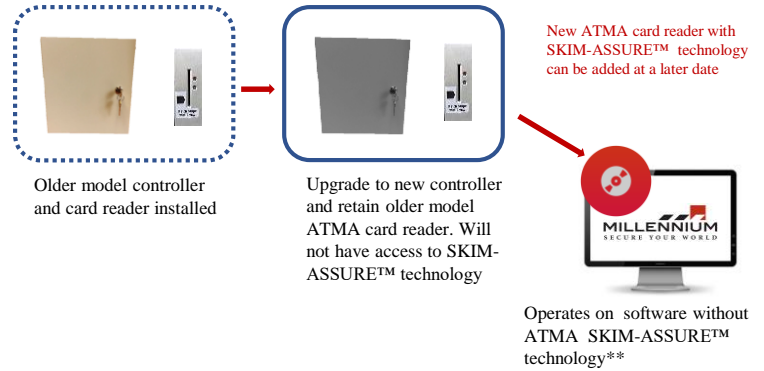 New ATMA card reader with
SKIM-ASSURE™ technology
can be added at a later date
Older model controller
and card reader installed
Upgrade to new controller
and retain older model
ATMA card reader. Will
not have access to SKIM-
ASSURE™ technology
MILLENNIUM
SECURE YOUR WORLD
Operates on software without
ATMA SKIM-ASSURE™
technology**